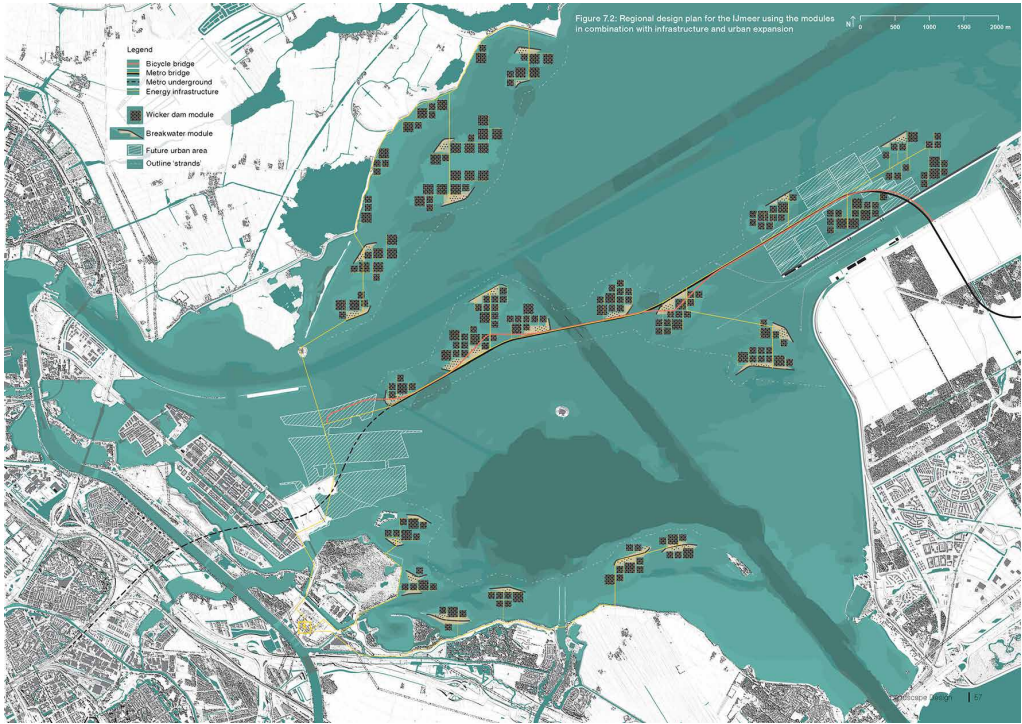 Figure 7.2: Regional design plan for the IJmeer using the modules
in combination with infrastructure and urban expansion
N
0 500 1000 2000 m
Legend
Bicycle bridge
Metro bridge
Metro underground
Energy infrastructure
Wicker dam module
Breakwater module
Future urban area
Outline 'strands'
Landscape Design | 57